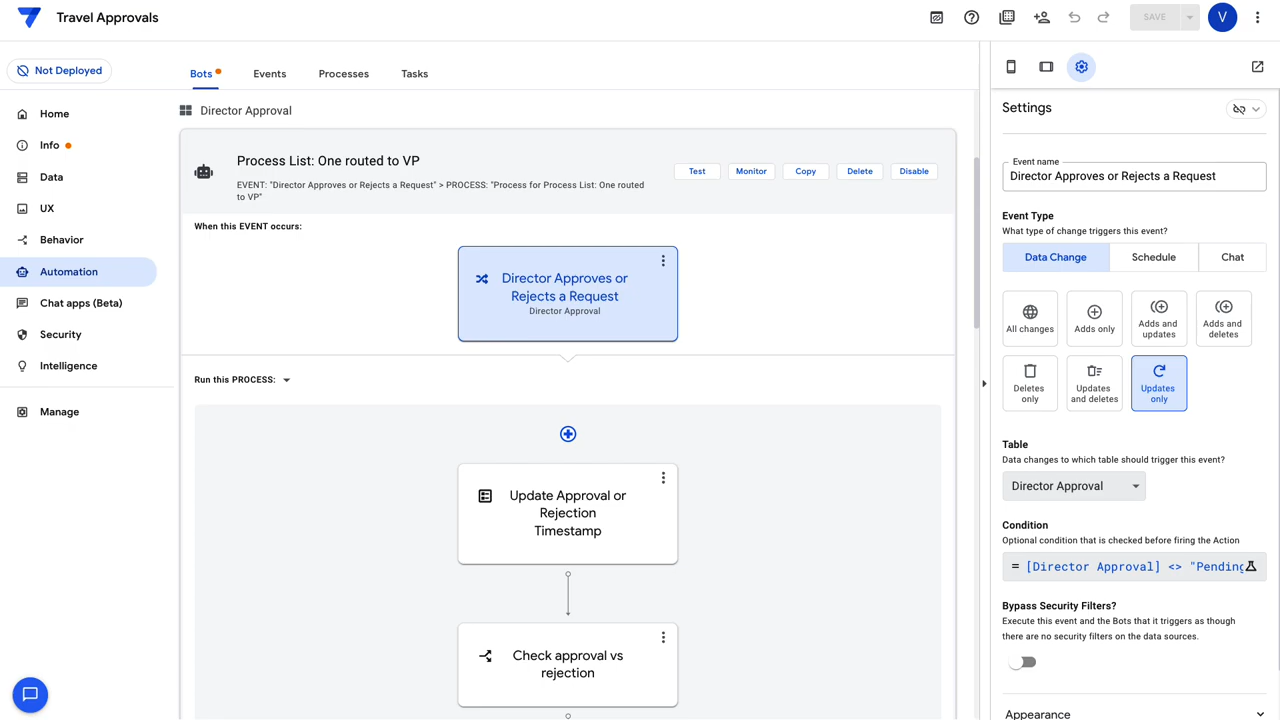 Travel Approvals
SAVE
V
Not Deployed
Bots
Events
Processes
Tasks
Home
Info
Data
UX
Behavior
Automation
Chat apps (Beta)
Security
Intelligence
Manage
Director Approval
Process List: One routed to VP
EVENT: "Director Approves or Rejects a Request" > PROCESS: "Process for Process List: One routed
to VP"
Test
Monitor
Copy
Delete
Disable
When this EVENT occurs:
Director Approves or
Rejects a Request
Director Approval
Run this PROCESS:
Update Approval or
Rejection
Timestamp
Check approval vs
rejection
Settings
Event name
Director Approves or Rejects a Request
Event Type
What type of change triggers this event?
Data Change
Schedule
Chat
All changes
Adds only
Adds and
updates
Adds and
deletes
Deletes
only
Updates
and deletes
Updates
only
Table
Data changes to which table should trigger this event?
Director Approval
Condition
Optional condition that is checked before firing the Action
= [Director Approval] <> "Pending
Bypass Security Filters?
Execute this event and the Bots that it triggers as though
there are no security filters on the data sources.
Appearance